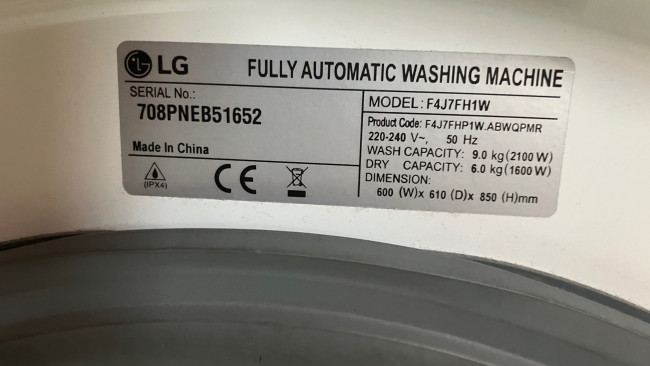 LG
FULLY AUTOMATIC WASHING MACHINE
SERIAL No.:
708PNEB51652
Made In China
(IPX4)
CE
MODEL: F4J7FH1W
Product Code: F4J7FHP1W.ABWQPMR
220-240 V~, 50 Hz
WASH CAPACITY: 9.0 kg(2100 W)
DRY CAPACITY: 6.0 kg(1600 W)
DIMENSION:
600 (W)x 610 (D)x 850 (H)mm